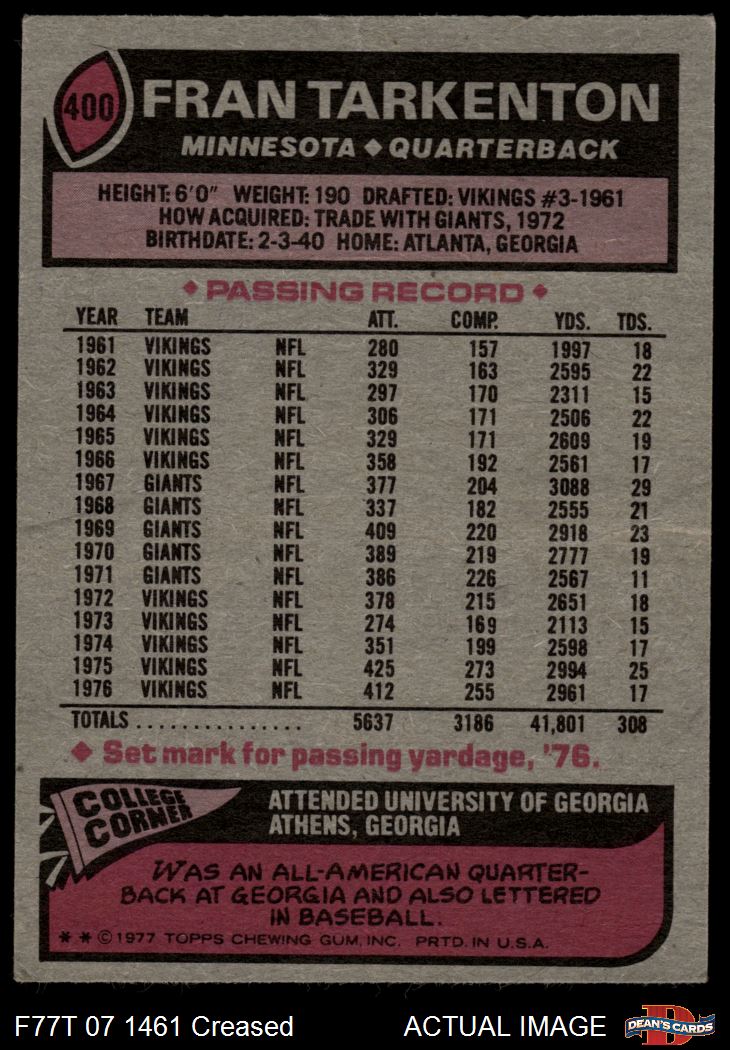 400 FRAN TARKENTON
MINNESOTA ◆ QUARTERBACK
HEIGHT: 6'0" WEIGHT: 190 DRAFTED: VIKINGS #3-1961
HOW ACQUIRED: TRADE WITH GIANTS, 1972
BIRTHDATE: 2-3-40 HOME: ATLANTA, GEORGIA
◆ PASSING RECORD ◆
YEAR TEAM ATT. COMP. YDS. TDS.
1961 VIKINGS NFL 280 157 1997 18
1962 VIKINGS NFL 329 163 2595 22
1963 VIKINGS NFL 297 170 2311 15
1964 VIKINGS NFL 306 171 2506 22
1965 VIKINGS NFL 329 171 2609 19
1966 VIKINGS NFL 358 192 2561 17
1967 GIANTS NFL 377 204 3088 29
1968 GIANTS NFL 337 182 2555 21
1969 GIANTS NFL 409 220 2918 23
1970 GIANTS NFL 389 219 2777 19
1971 GIANTS NFL 386 226 2567 11
1972 VIKINGS NFL 378 215 2651 18
1973 VIKINGS NFL 274 169 2113 15
1974 VIKINGS NFL 351 199 2598 17
1975 VIKINGS NFL 425 273 2994 25
1976 VIKINGS NFL 412 255 2961 17
TOTALS ................ 5637 3186 41,801 308
◆ Set mark for passing yardage, '76.
COLLEGE
CORNER
ATTENDED UNIVERSITY OF GEORGIA
ATHENS, GEORGIA
WAS AN ALL-AMERICAN QUARTER-
BACK AT GEORGIA AND ALSO LETTERED
IN BASEBALL.
* * © 1977 TOPPS CHEWING GUM, INC. PRTD. IN U.S.A.
F77T 07 1461 Creased ACTUAL IMAGE
D
DEAN'S CARDS